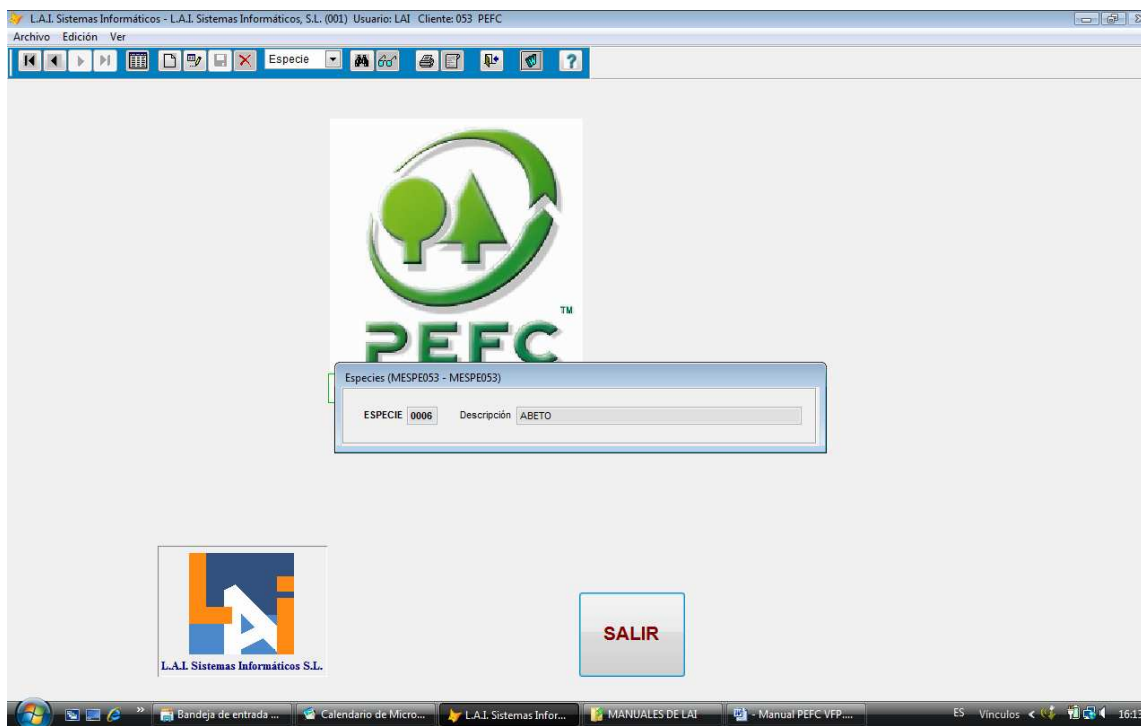 L.A.I. Sistemas Informáticos - L.A.I. Sistemas Informáticos, S.L. (001) Usuario: LAI Cliente: 053 PEFC
Archivo Edición Ver
Especie
TM
PEFC
Especies (MESPE053 - MESPE053)
ESPECIE 0006 Descripción ABETO
LAi
L.A.I. Sistemas Informáticos S.L.
SALIR
Bandeja de entrada ... Calendario de Micro... L.A.I. Sistemas Infor... MANUALES DE LAI - Manual PEFC VFP.... ES Vínculos 16:17